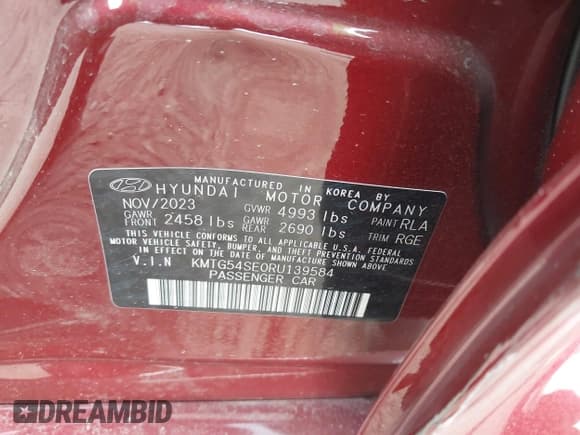 MANUFACTURED IN KOREA BY
HYUNDAI MOTOR COMPANY
NOV/2023 GVWR 4993 lbs PAINT RLA
GAWR FRONT 2458 lbs GAWR REAR 2690 lbs TRIM RGE
THIS VEHICLE CONFORMS TO ALL APPLICABLE U.S.A. FEDERAL
MOTOR VEHICLE SAFETY, BUMPER, AND THEFT PREVENTION STANDARDS
IN EFFECT ON THE DATE OF MANUFACTURE SHOWN ABOVE.
V.I.N KMTG54SE0RU139584
PASSENGER CAR
DREAMBID